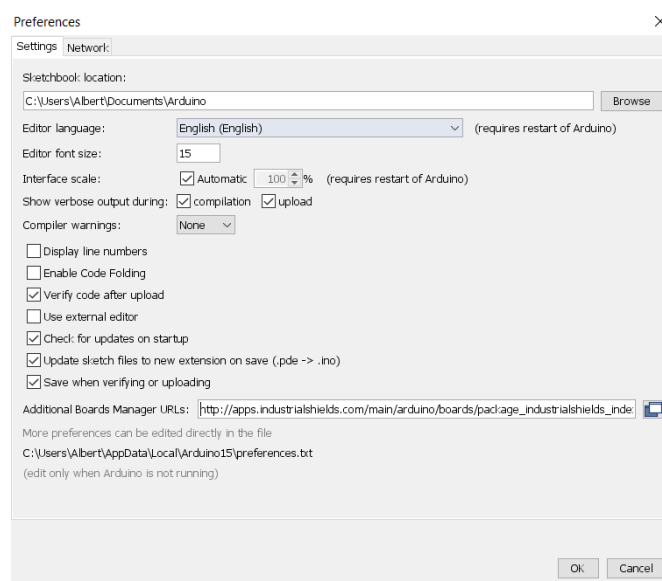 Preferences
Settings Network
Sketchbook location:
C:\Users\Albert\Documents\Arduino Browse
Editor language: English (English) (requires restart of Arduino)
Editor font size: 15
Interface scale: Automatic 100 % (requires restart of Arduino)
Show verbose output during: compilation upload
Compiler warnings: None
Display line numbers
Enable Code Folding
Verify code after upload
Use external editor
Check for updates on startup
Update sketch files to new extension on save (.pde -> .ino)
Save when verifying or uploading
Additional Boards Manager URLs: http://apps.industrialshields.com/main/arduino/boards/package_industrialshields_inde
More preferences can be edited directly in the file
C:\Users\Albert\AppData\Local\Arduino15\preferences.txt
(edit only when Arduino is not running)
OK Cancel